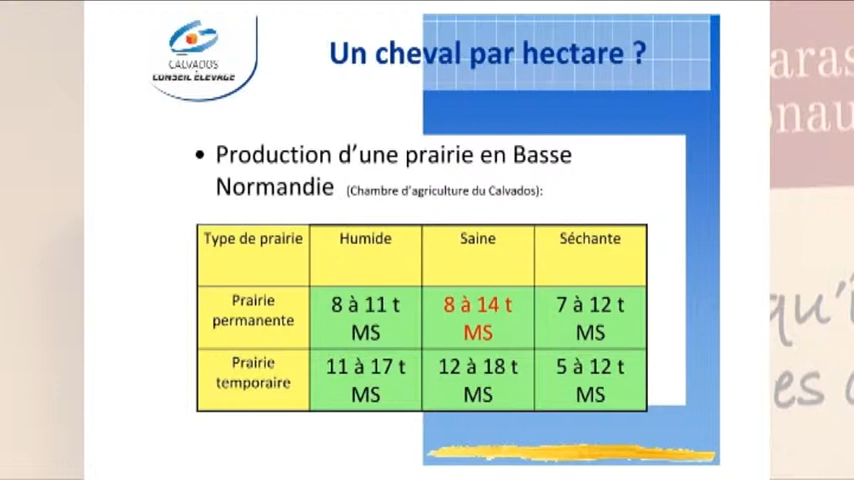 CALVADOS
CONSEIL ÉLEVAGE
Un cheval par hectare ?
• Production d'une prairie en Basse
Normandie (Chambre d'agriculture du Calvados):
Type de prairie Humide Saine Séchante
Prairie permanente 8 à 11 t MS 8 à 14 t MS 7 à 12 t MS
Prairie temporaire 11 à 17 t MS 12 à 18 t MS 5 à 12 t MS
aras
onau
qu'i
es